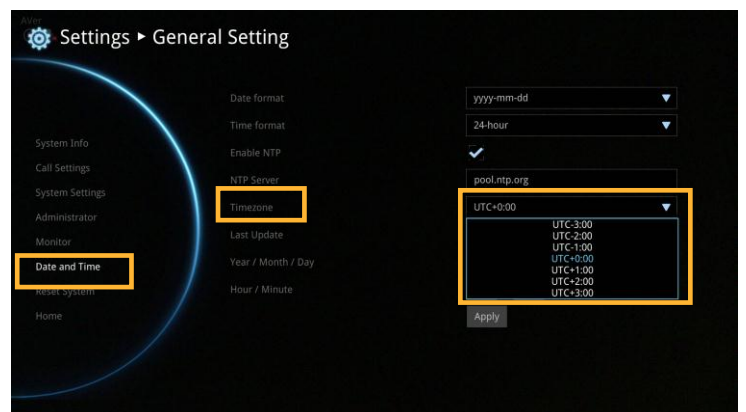 AVer
Settings ▸ General Setting
System Info
Call Settings
System Settings
Administrator
Monitor
Date and Time
Reset System
Home
Date format
yyyy-mm-dd
Time format
24-hour
Enable NTP
NTP Server
pool.ntp.org
Timezone
UTC+0:00
UTC-3:00
UTC-2:00
UTC-1:00
UTC+0:00
UTC+1:00
UTC+2:00
UTC+3:00
Last Update
Year / Month / Day
Hour / Minute
Apply